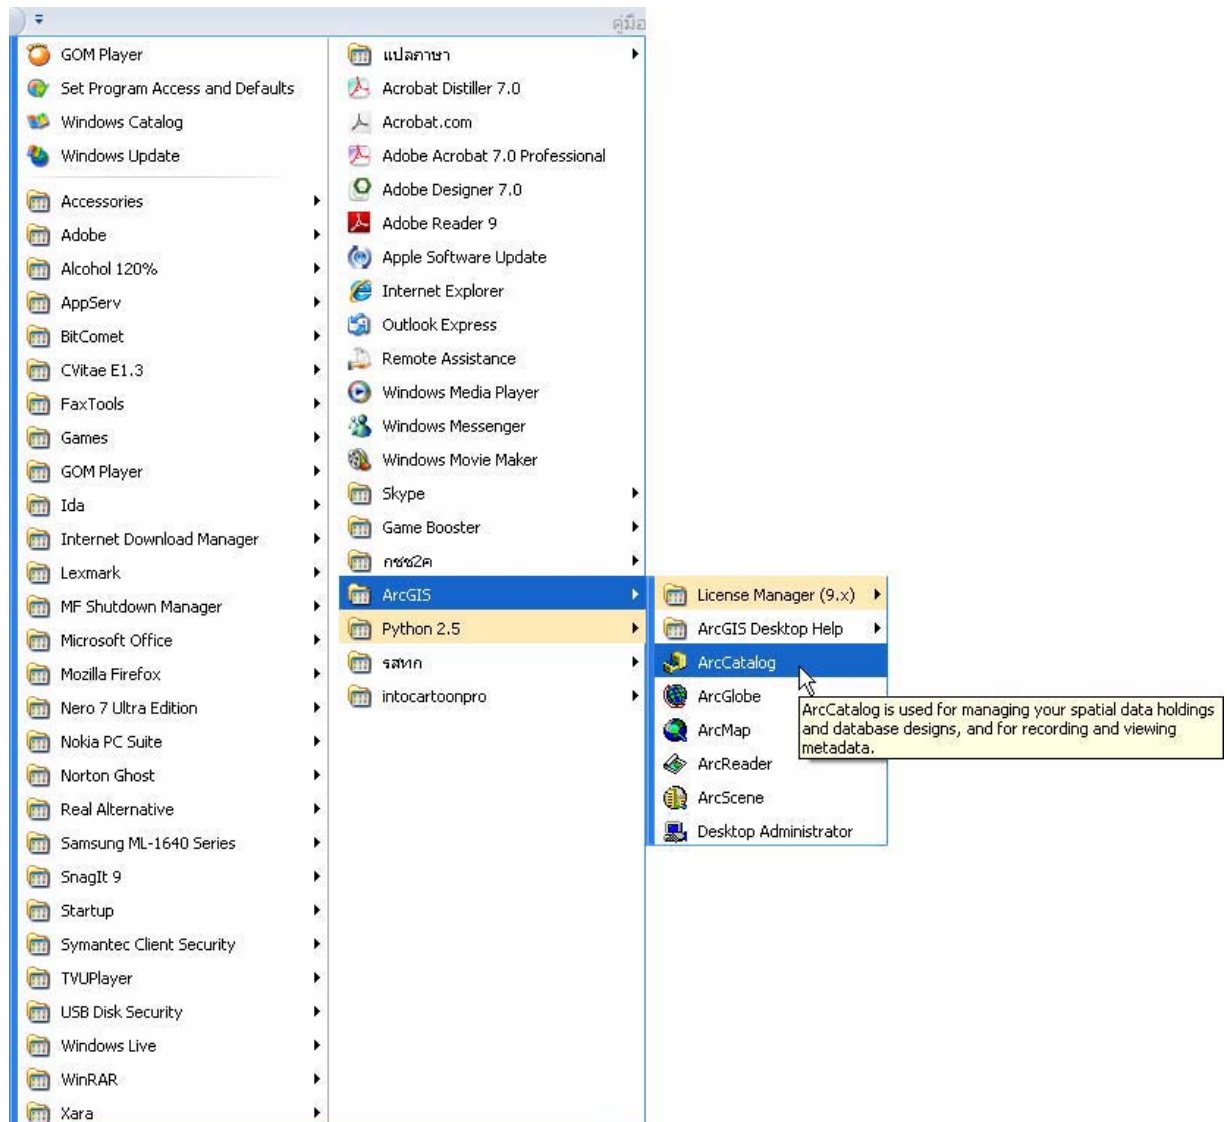 คู่มือ
GOM Player
Set Program Access and Defaults
Windows Catalog
Windows Update
Accessories
Adobe
Alcohol 120%
AppServ
BitComet
CVitae E1.3
FaxTools
Games
GOM Player
Ida
Internet Download Manager
Lexmark
MF Shutdown Manager
Microsoft Office
Mozilla Firefox
Nero 7 Ultra Edition
Nokia PC Suite
Norton Ghost
Real Alternative
Samsung ML-1640 Series
SnagIt 9
Startup
Symantec Client Security
TVUPlayer
USB Disk Security
Windows Live
WinRAR
Xara
แปลภาษา
Acrobat Distiller 7.0
Acrobat.com
Adobe Acrobat 7.0 Professional
Adobe Designer 7.0
Adobe Reader 9
Apple Software Update
Internet Explorer
Outlook Express
Remote Assistance
Windows Media Player
Windows Messenger
Windows Movie Maker
Skype
Game Booster
กชช2ค
ArcGIS
Python 2.5
รสทก
intocartoonpro
License Manager (9.x)
ArcGIS Desktop Help
ArcCatalog
ArcGlobe
ArcMap
ArcReader
ArcScene
Desktop Administrator
ArcCatalog is used for managing your spatial data holdings
and database designs, and for recording and viewing
metadata.